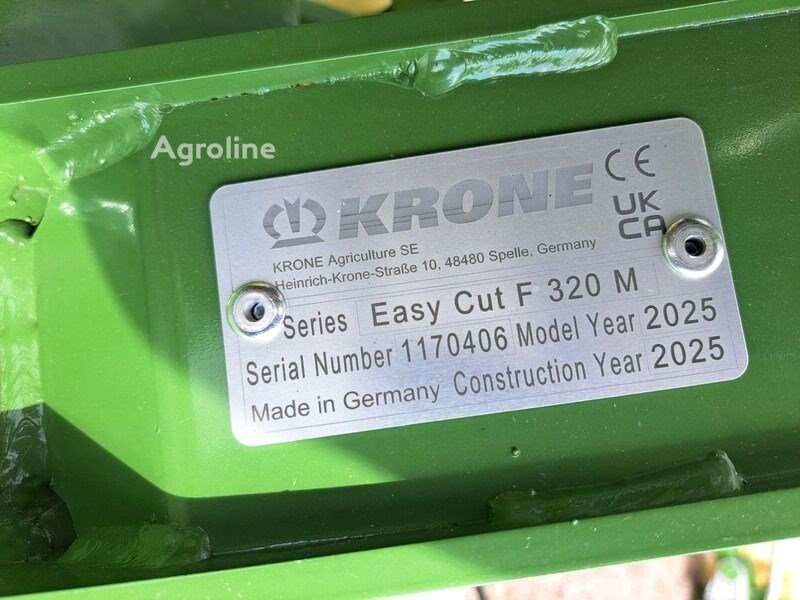 Agroline
KRONE
CE
UK
CA
KRONE Agriculture SE
Heinrich-Krone-Straße 10, 48480 Spelle, Germany
Series Easy Cut F 320 M
Serial Number 1170406 Model Year 2025
Made in Germany Construction Year 2025